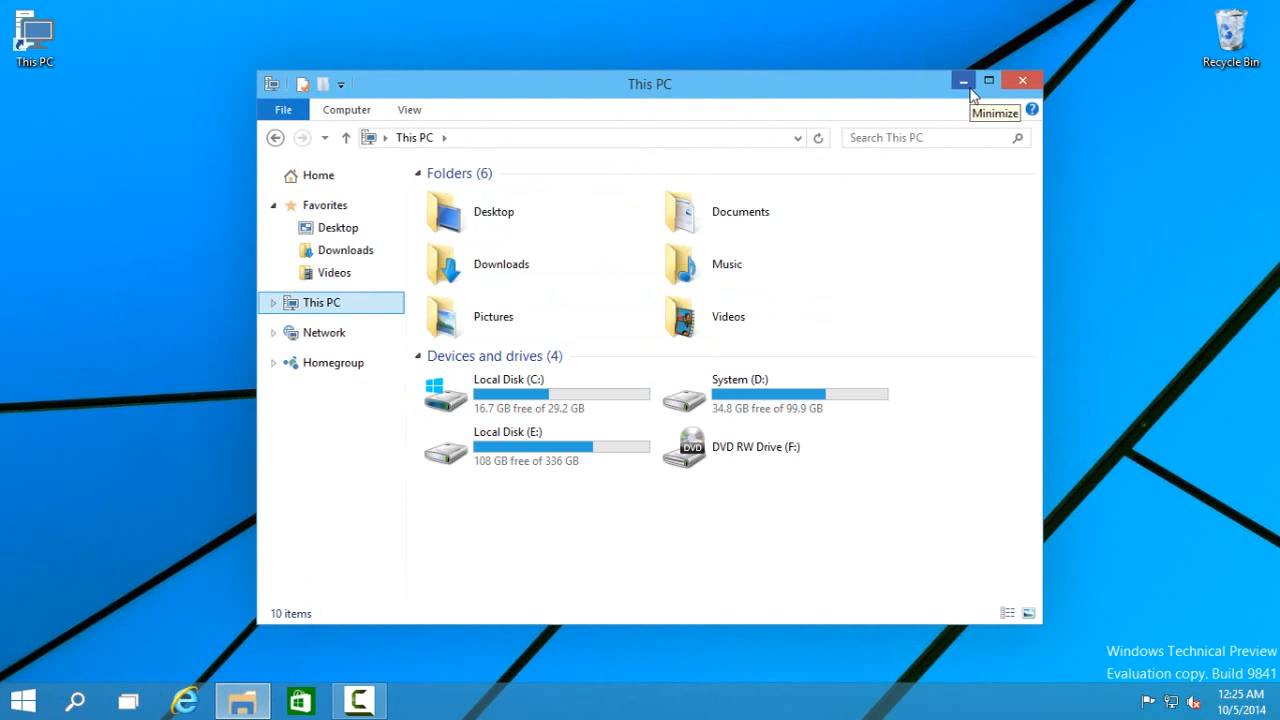 This PC
Recycle Bin
This PC
Minimize
File
Computer
View
This PC
Search This PC
Home
Favorites
Desktop
Downloads
Videos
This PC
Network
Homegroup
Folders (6)
Desktop
Documents
Downloads
Music
Pictures
Videos
Devices and drives (4)
Local Disk (C:)
16.7 GB free of 29.2 GB
System (D:)
34.8 GB free of 99.9 GB
Local Disk (E:)
108 GB free of 336 GB
DVD
DVD RW Drive (F:)
10 items
Windows Technical Preview
Evaluation copy. Build 9841
12:25 AM
10/5/2014